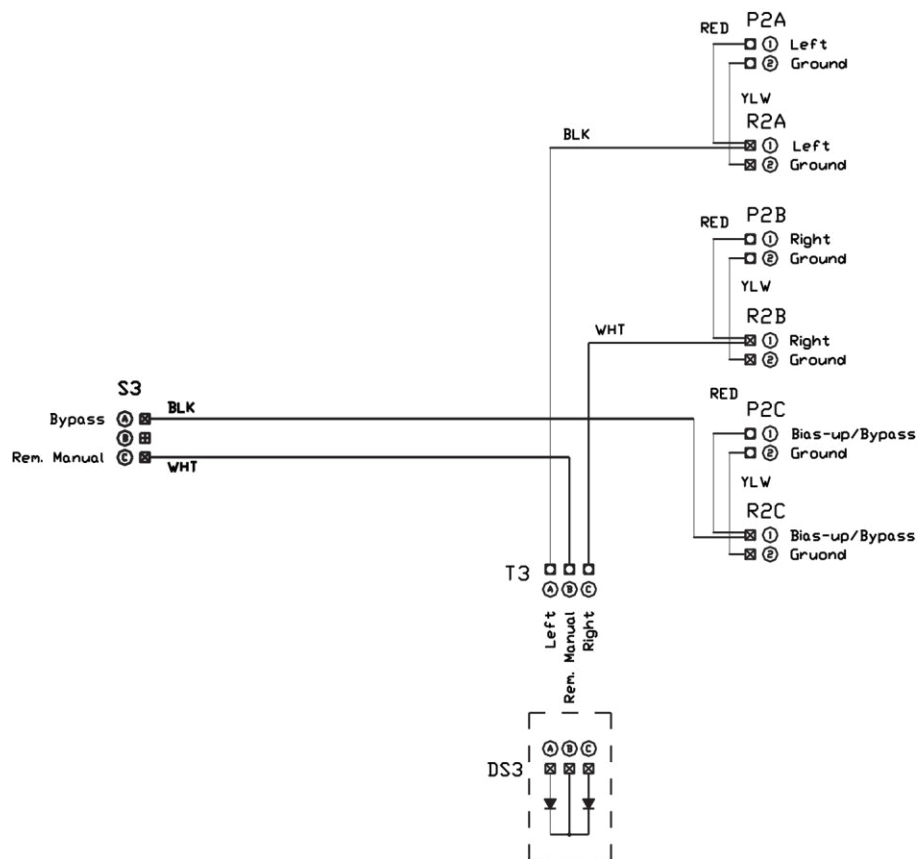 P2A
RED
① Left
② Ground
YLW
R2A
BLK
① Left
② Ground
P2B
RED
① Right
② Ground
YLW
R2B
WHT
① Right
② Ground
S3
RED
BLK
P2C
Bypass Ⓐ
① Bias-up/Bypass
Ⓑ
② Ground
Rem. Manual Ⓒ
WHT
YLW
R2C
① Bias-up/Bypass
② Gruond
T3
Ⓐ Ⓑ Ⓒ
Left
Rem. Manual
Right
Ⓐ Ⓑ Ⓒ
DS3